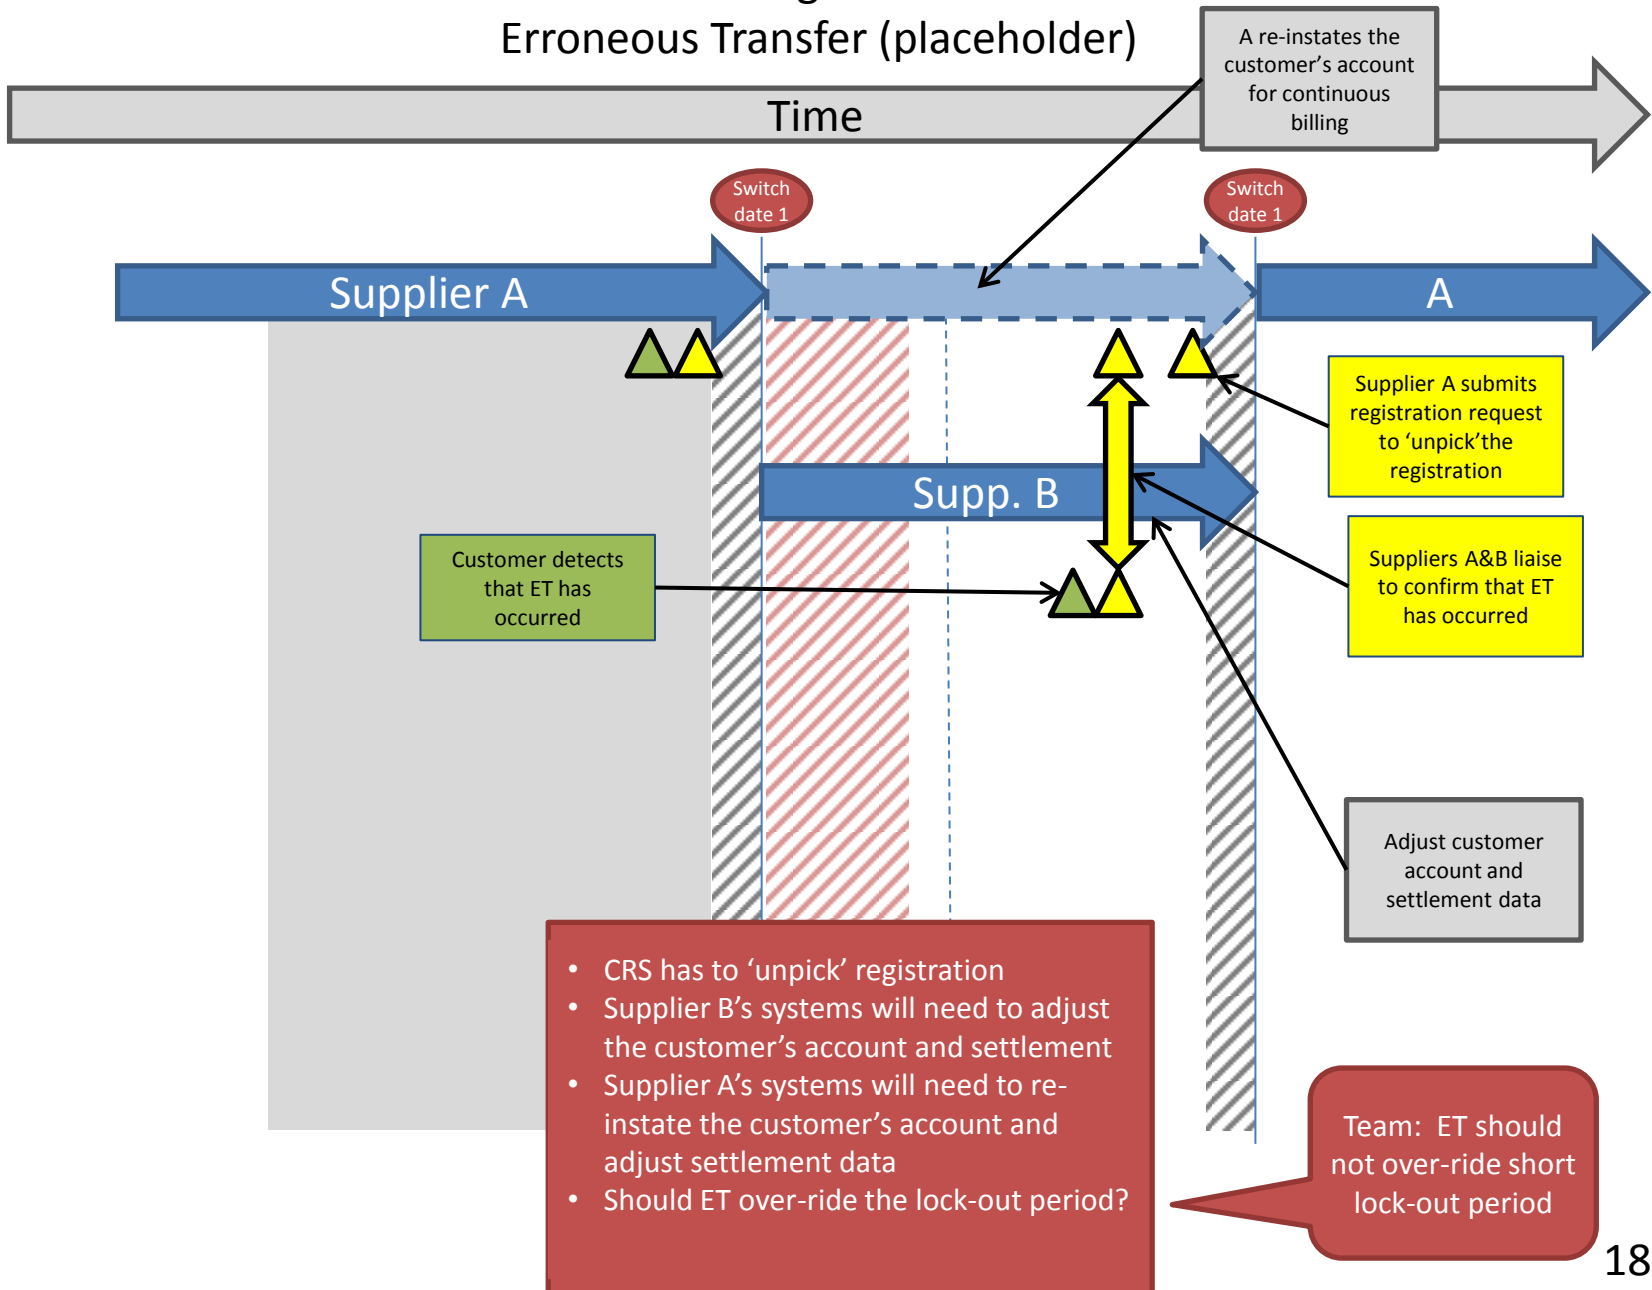 Erroneous Transfer (placeholder)
A re-instates the
customer's account
for continuous
billing
Time
Switch
date 1
Switch
date 1
Supplier A
A
Supplier A submits
registration request
to ‘unpick’the
registration
Supp. B
Customer detects
that ET has
occurred
Suppliers A&B liaise
to confirm that ET
has occurred
Adjust customer
account and
settlement data
• CRS has to ‘unpick’ registration
• Supplier B’s systems will need to adjust
the customer’s account and settlement
• Supplier A’s systems will need to re-
instate the customer’s account and
adjust settlement data
• Should ET over-ride the lock-out period?
Team: ET should
not over-ride short
lock-out period
18